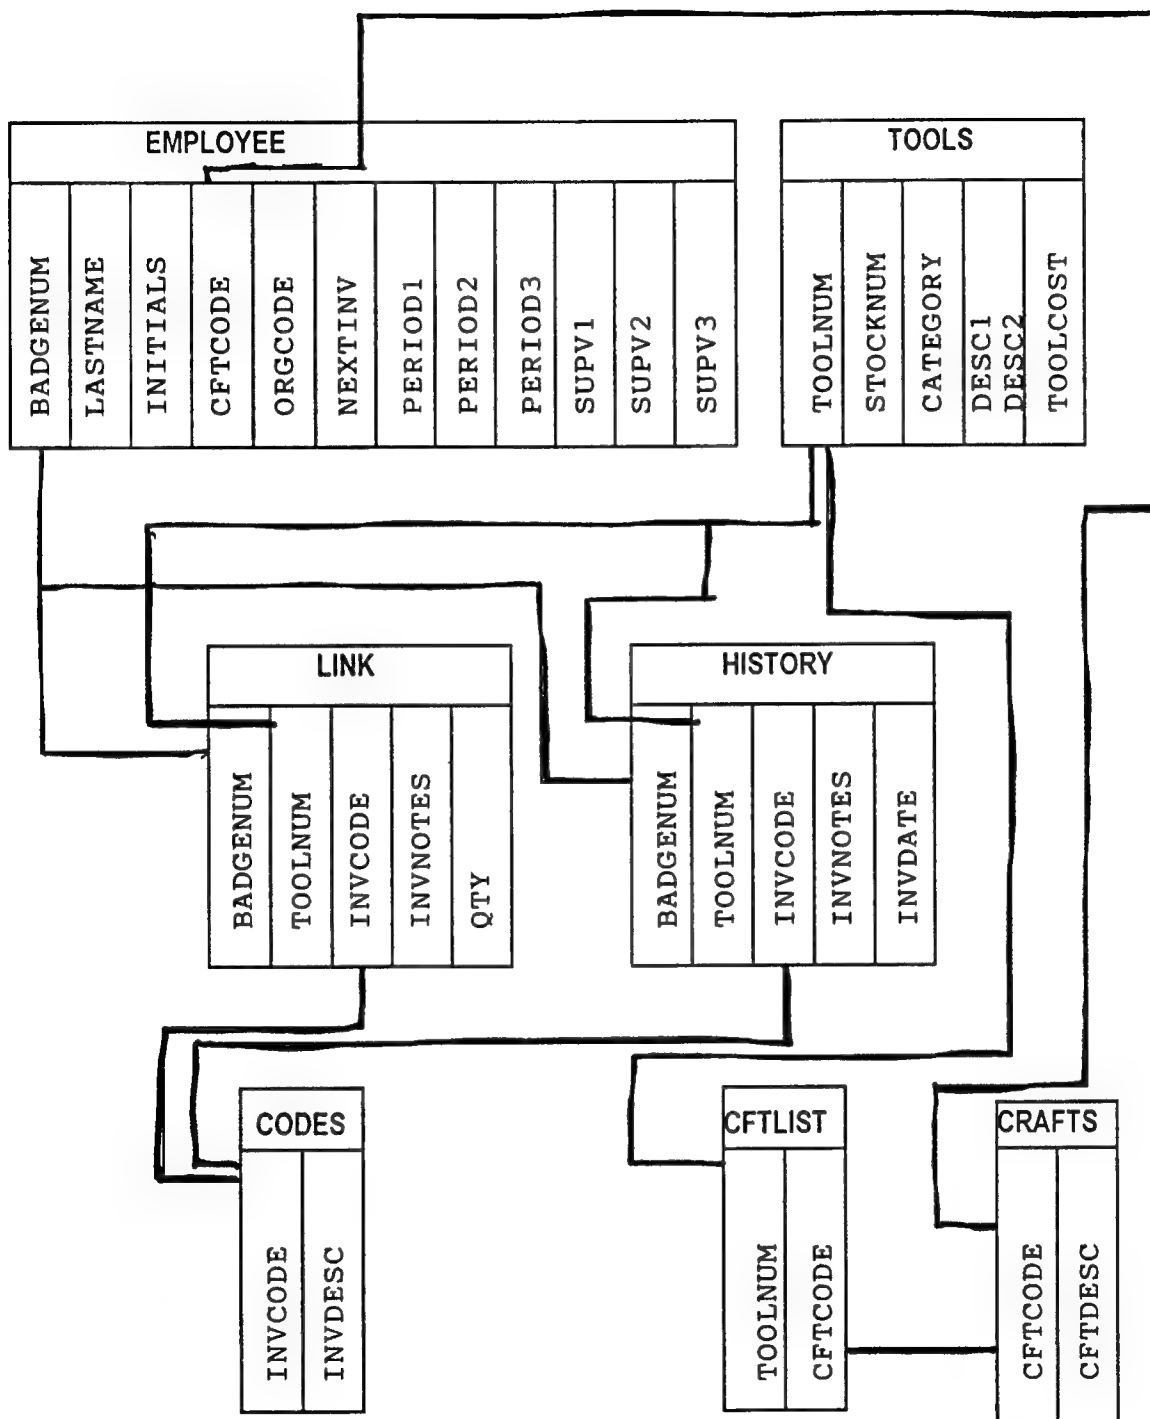 EMPLOYEE
BADGENUM
LASTNAME
INITIALS
CFTCODE
ORGCODE
NEXTINV
PERIOD1
PERIOD2
PERIOD3
SUPV1
SUPV2
SUPV3
TOOLS
TOOLNUM
STOCKNUM
CATEGORY
DESC1
DESC2
TOOLCOST
LINK
BADGENUM
TOOLNUM
INVCODE
INVNOTES
QTY
HISTORY
BADGENUM
TOOLNUM
INVCODE
INVNOTES
INVDATE
CODES
INVCODE
INVDESC
CFTLIST
TOOLNUM
CFTCODE
CRAFTS
CFTCODE
CFTDESC